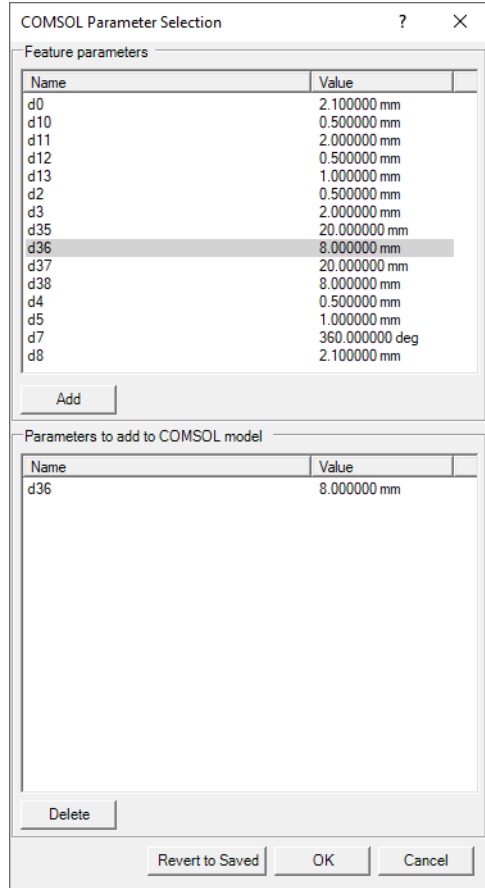 COMSOL Parameter Selection ? ×
Feature parameters
Name Value
d0 2.100000 mm
d10 0.500000 mm
d11 2.000000 mm
d12 0.500000 mm
d13 1.000000 mm
d2 0.500000 mm
d3 2.000000 mm
d35 20.000000 mm
d36 8.000000 mm
d37 20.000000 mm
d38 8.000000 mm
d4 0.500000 mm
d5 1.000000 mm
d7 360.000000 deg
d8 2.100000 mm
Add
Parameters to add to COMSOL model
Name Value
d36 8.000000 mm
Delete
Revert to Saved OK Cancel